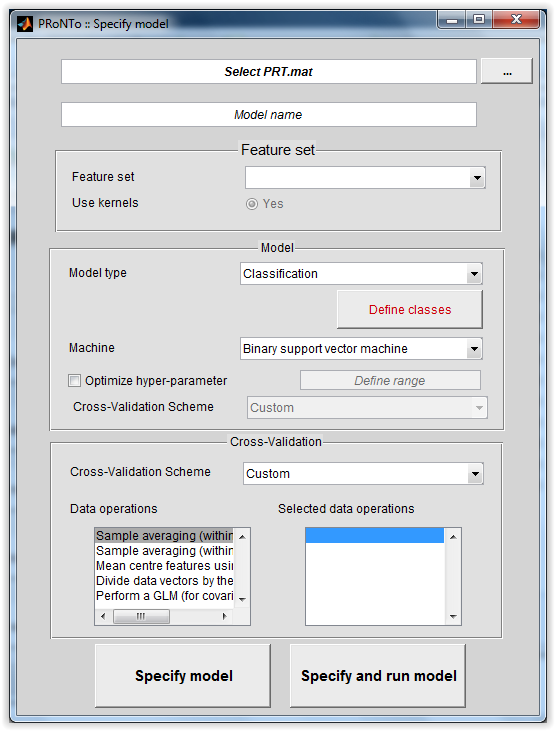 PRoNTo :: Specify model
Select PRT.mat
...
Model name
Feature set
Feature set
Use kernels
Yes
Model
Model type
Classification
Define classes
Machine
Binary support vector machine
Optimize hyper-parameter
Define range
Cross-Validation Scheme
Custom
Cross-Validation
Cross-Validation Scheme
Custom
Data operations
Selected data operations
Sample averaging (within
Sample averaging (within
Mean centre features usin
Divide data vectors by the
Perform a GLM (for covari
Specify model
Specify and run model